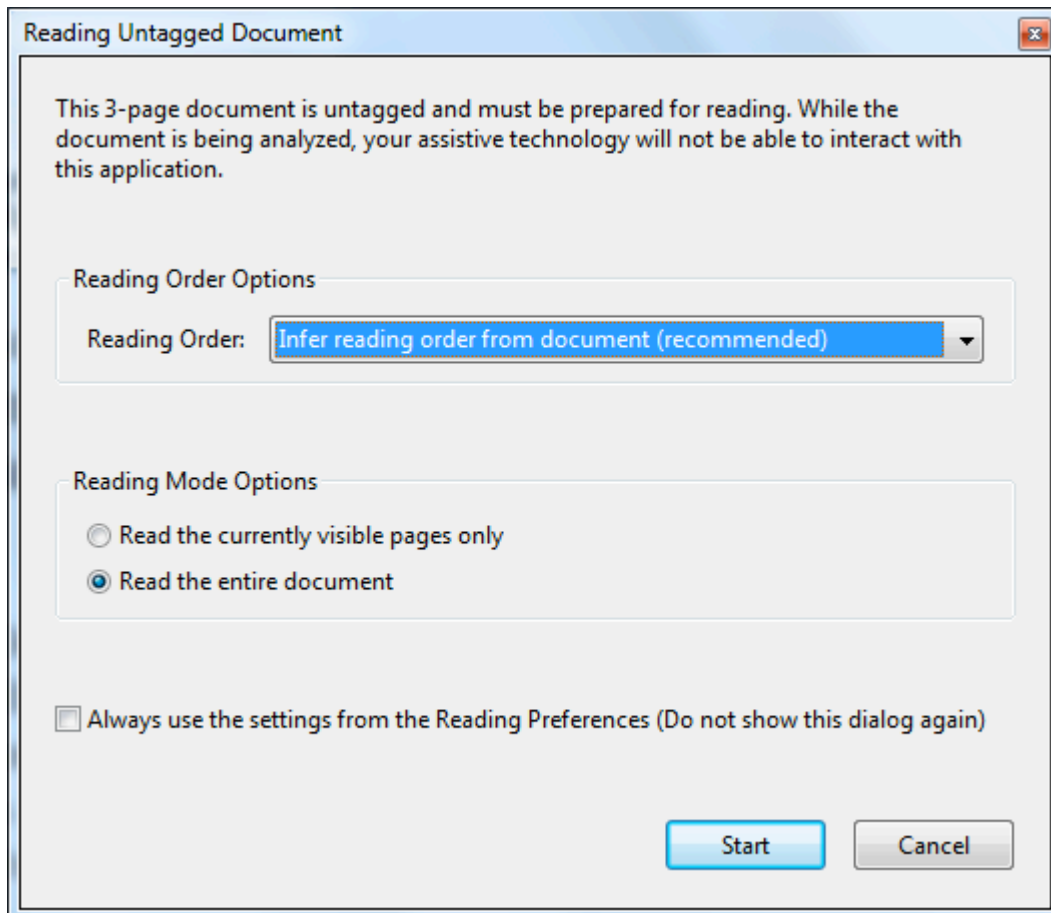 Reading Untagged Document
This 3-page document is untagged and must be prepared for reading. While the
document is being analyzed, your assistive technology will not be able to interact with
this application.
Reading Order Options
Reading Order: Infer reading order from document (recommended)
Reading Mode Options
Read the currently visible pages only
Read the entire document
Always use the settings from the Reading Preferences (Do not show this dialog again)
Start Cancel